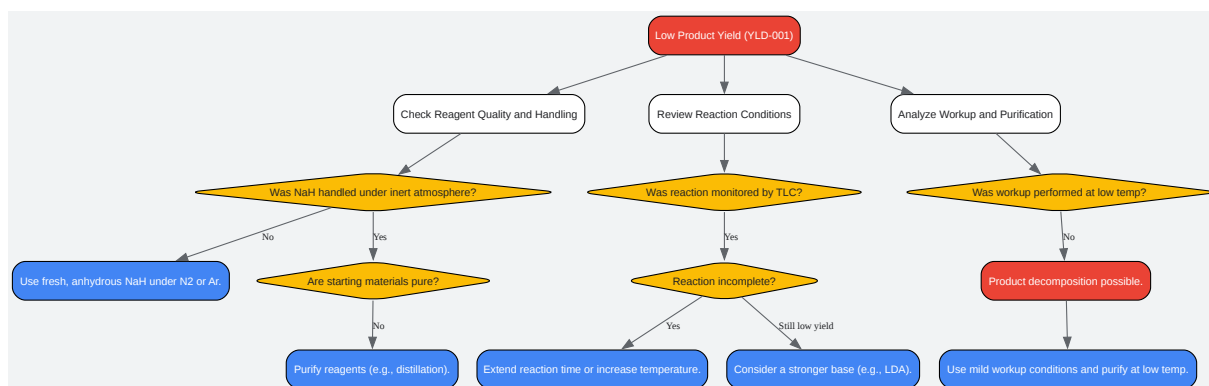 Low Product Yield (YLD-001)
Check Reagent Quality and Handling
Review Reaction Conditions
Analyze Workup and Purification
Was NaH handled under inert atmosphere?
Was reaction monitored by TLC?
Was workup performed at low temp?
No
Yes
Yes
No
Use fresh, anhydrous NaH under N2 or Ar.
Are starting materials pure?
Reaction incomplete?
Product decomposition possible.
No
Yes
Still low yield
Purify reagents (e.g., distillation).
Extend reaction time or increase temperature.
Consider a stronger base (e.g., LDA).
Use mild workup conditions and purify at low temp.